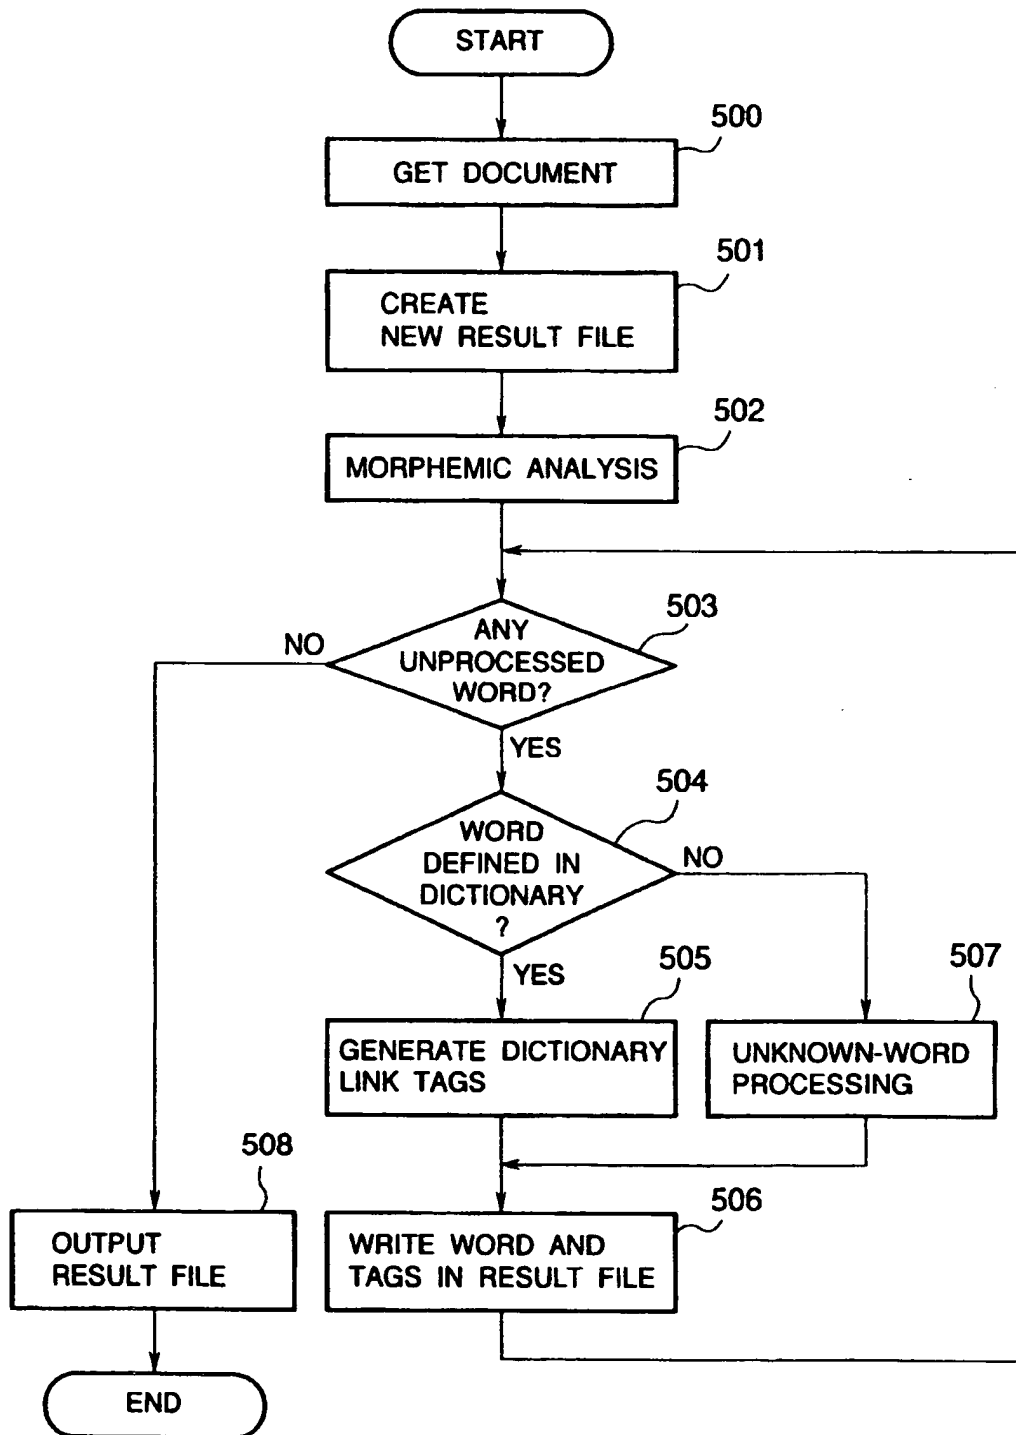 START
500
GET DOCUMENT
501
CREATE
NEW RESULT FILE
502
MORPHEMIC ANALYSIS
503
NO
ANY
UNPROCESSED
WORD?
YES
504
WORD
DEFINED IN
DICTIONARY
?
NO
YES
505
507
GENERATE DICTIONARY
LINK TAGS
UNKNOWN-WORD
PROCESSING
508
506
OUTPUT
RESULT FILE
WRITE WORD AND
TAGS IN RESULT FILE
END